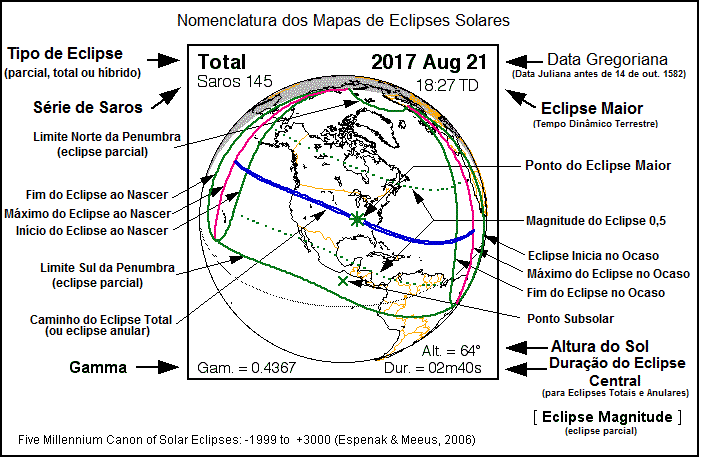 Nomenclatura dos Mapas de Eclipses Solares
Tipo de Eclipse
(parcial, total ou híbrido)
Série de Saros
Limite Norte da Penumbra
(eclipse parcial)
Fim do Eclipse ao Nascer
Máximo do Eclipse ao Nascer
Início do Eclipse ao Nascer
Limite Sul da Penumbra
(eclipse parcial)
Caminho do Eclipse Total
(ou eclipse anular)
Gamma
Total
2017 Aug 21
Saros 145
18:27 TD
Alt. = 64°
Gam. = 0.4367
Dur. = 02m40s
Data Gregoriana
(Data Juliana antes de 14 de out. 1582)
Eclipse Maior
(Tempo Dinâmico Terrestre)
Ponto do Eclipse Maior
Magnitude do Eclipse 0,5
Eclipse Inicia no Ocaso
Máximo do Eclipse no Ocaso
Fim do Eclipse no Ocaso
Ponto Subsolar
Altura do Sol
Duração do Eclipse
Central
(para Eclipses Totais e Anulares)
[ Eclipse Magnitude ]
(eclipse parcial)
Five Millennium Canon of Solar Eclipses: -1999 to +3000 (Espenak & Meeus, 2006)